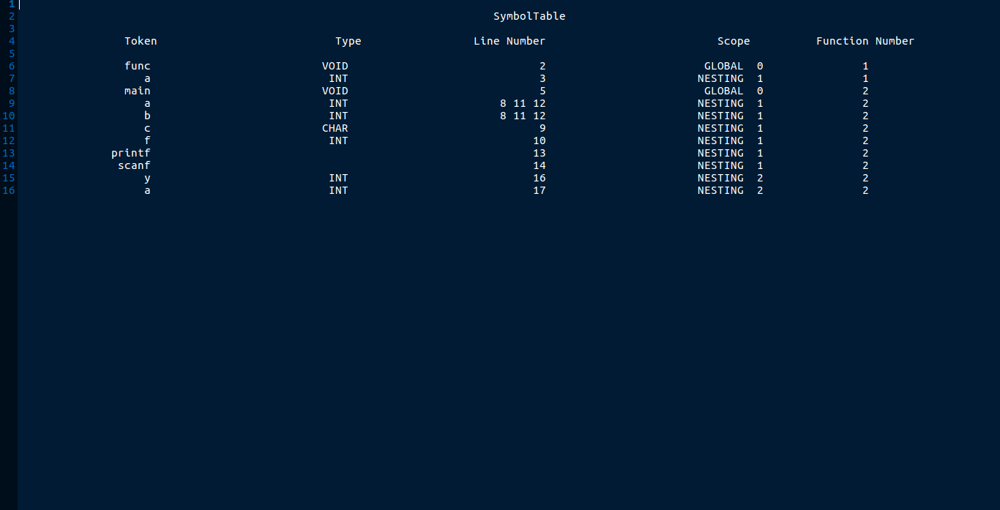 1
2 SymbolTable
3
4 Token Type Line Number Scope Function Number
5
6 func VOID 2 GLOBAL 0 1
7 a INT 3 NESTING 1 1
8 main VOID 5 GLOBAL 0 2
9 a INT 8 11 12 NESTING 1 2
10 b INT 8 11 12 NESTING 1 2
11 c CHAR 9 NESTING 1 2
12 f INT 10 NESTING 1 2
13 printf 13 NESTING 1 2
14 scanf 14 NESTING 1 2
15 y INT 16 NESTING 2 2
16 a INT 17 NESTING 2 2